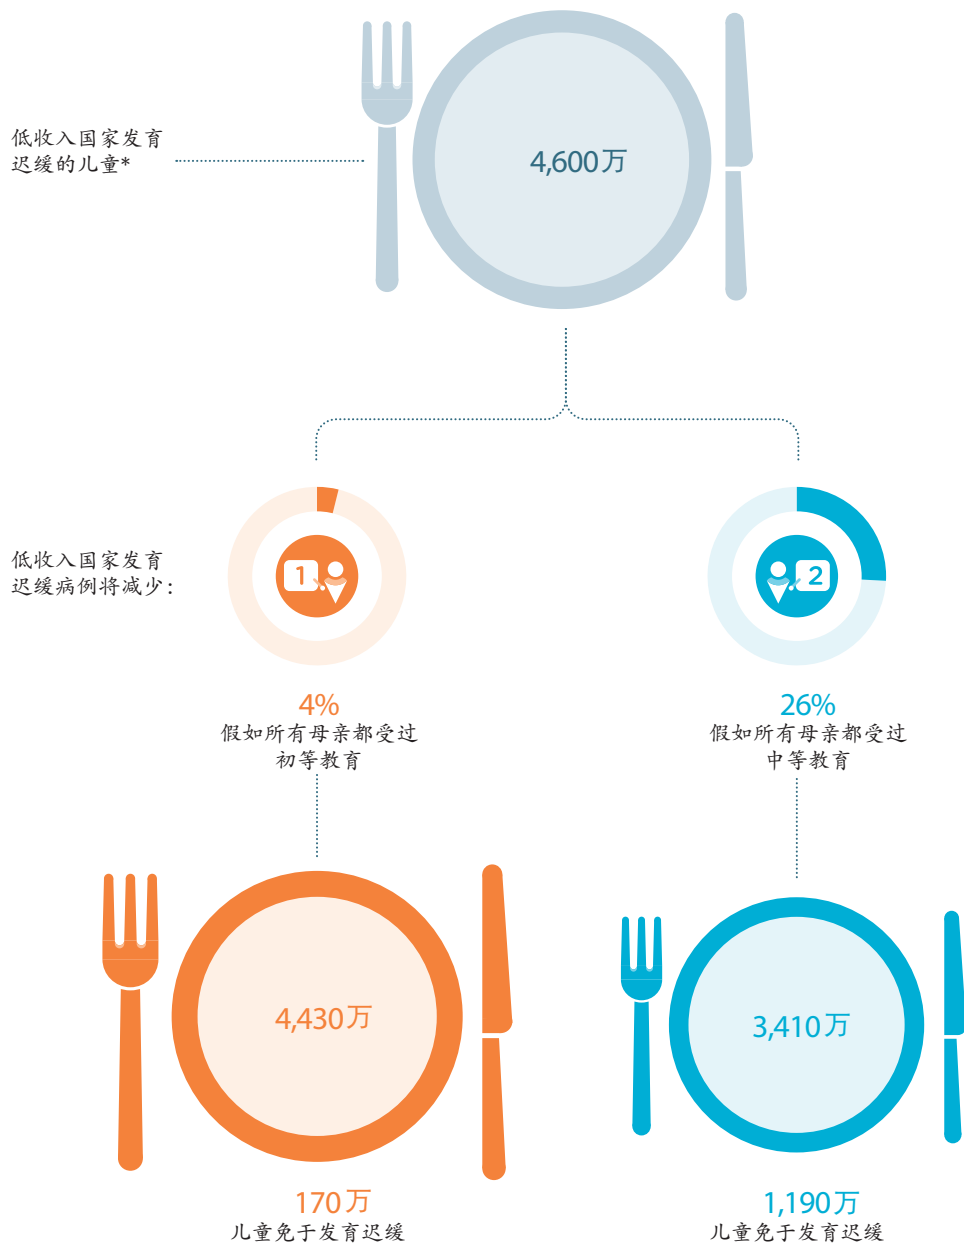 低收入国家发育
迟缓的儿童*
4,600万
低收入国家发育
迟缓病例将减少：
1
2
4%
假如所有母亲都受过
初等教育
26%
假如所有母亲都受过
中等教育
4,430万
3,410万
170万
儿童免于发育迟缓
1,190万
儿童免于发育迟缓